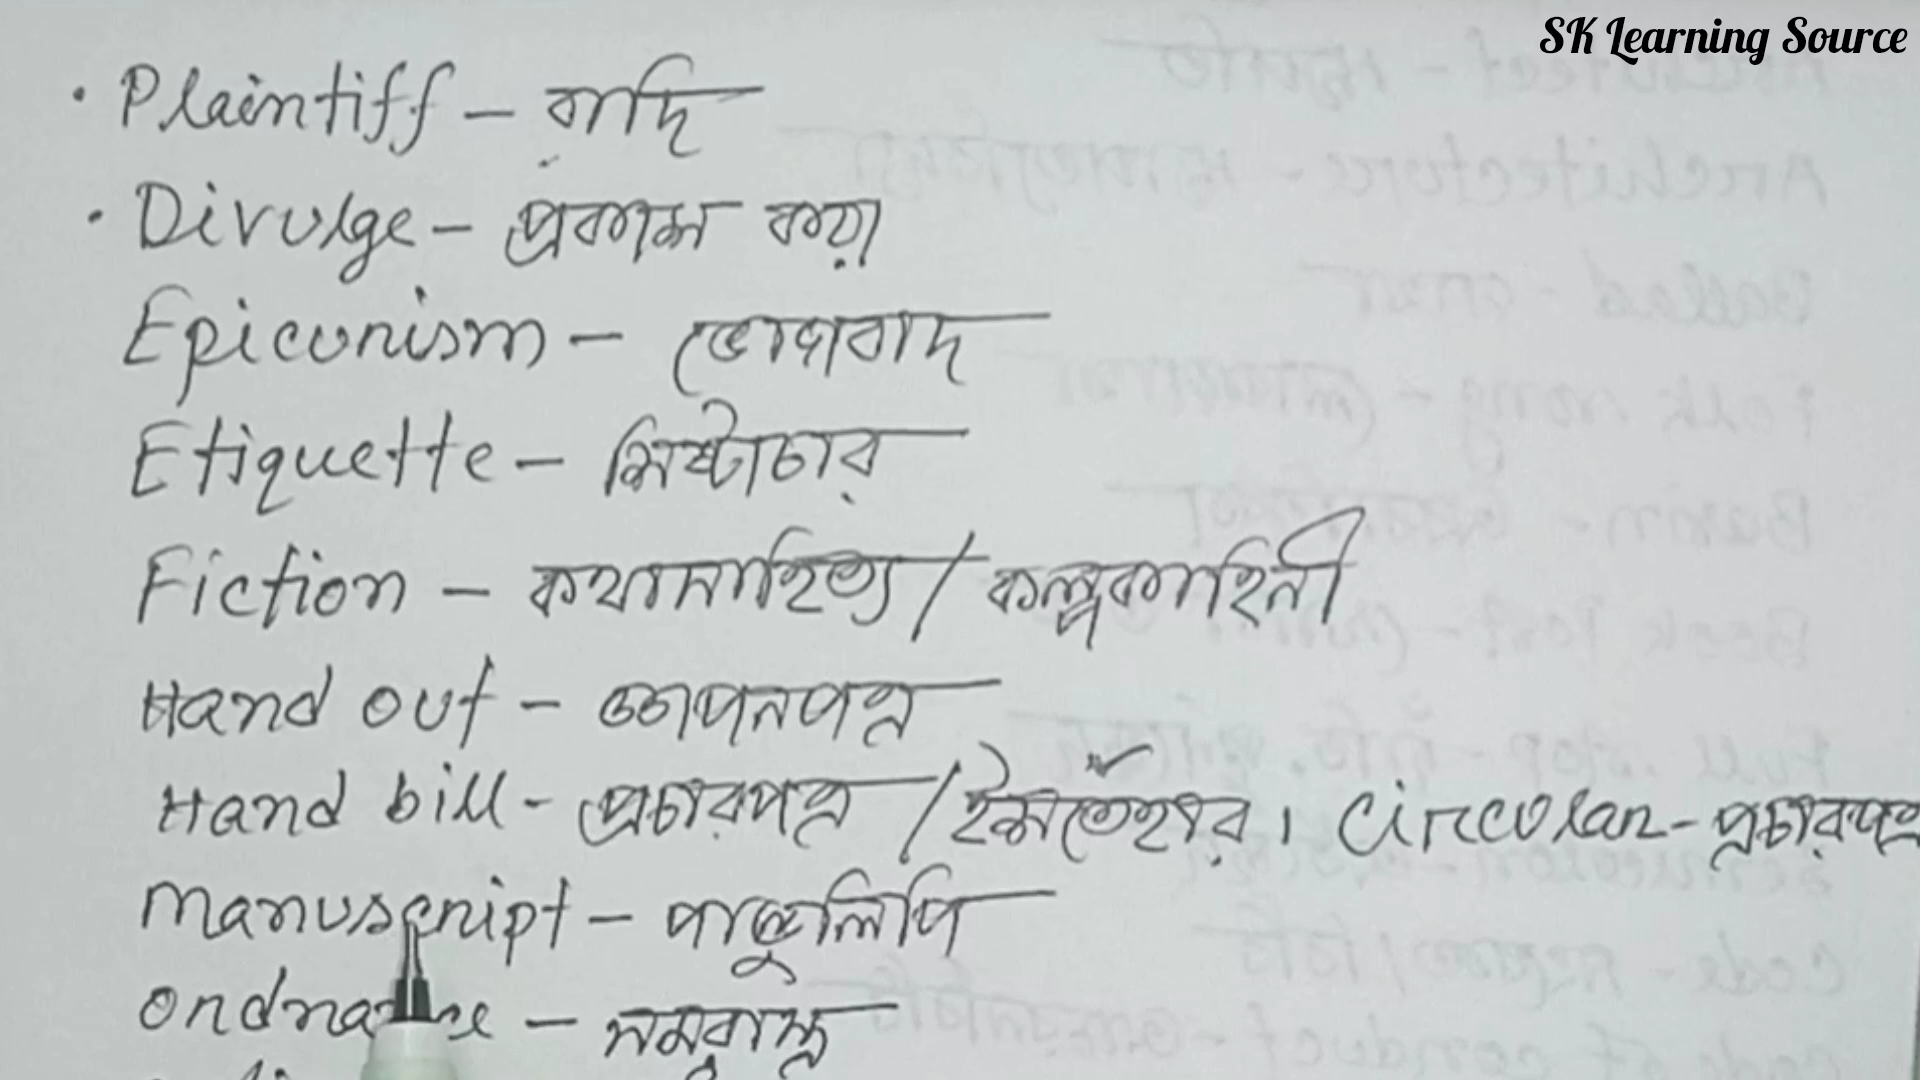 SK Learning Source
Plaintiff - বাদি
Divulge - প্রকাশ করা
Epicurism - ভোগবাদ
Etiquette - শিষ্টাচার
Fiction - কথাসাহিত্য / কল্পকাহিনী
Hand out - জ্ঞাপনপত্র
Hand bill - প্রচারপত্র / ইশতেহার। Circular - প্রচারপত্র
Manuscript - পান্ডুলিপি
- সমরাস্ত্র